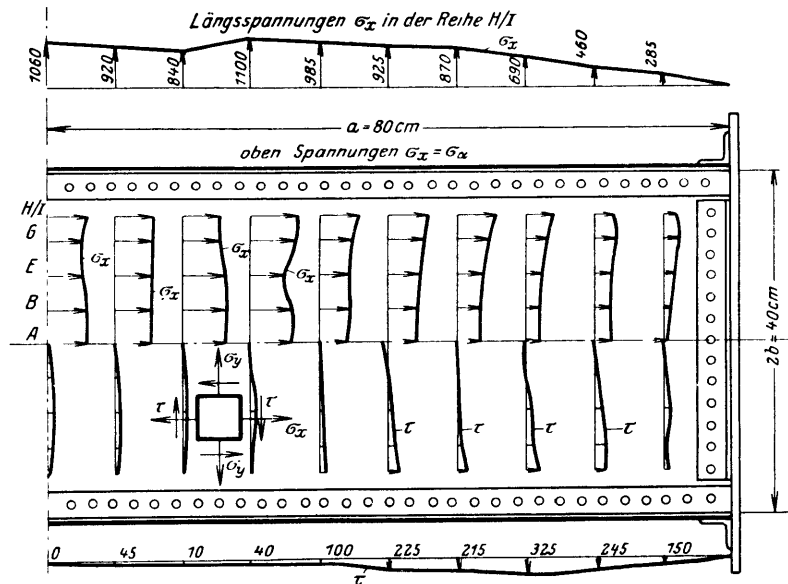 Längsspannungen σx in der Reihe H/I
σx
1060 920 840 1100 985 925 870 690 460 285
a = 80 cm
oben Spannungen σx = σα
H/I
G
E
B
A
σx σx σx σx
2b = 40 cm
σy
τ τ
σx
σy
τ τ τ τ
0 45 10 40 100 225 215 325 245 150
τ